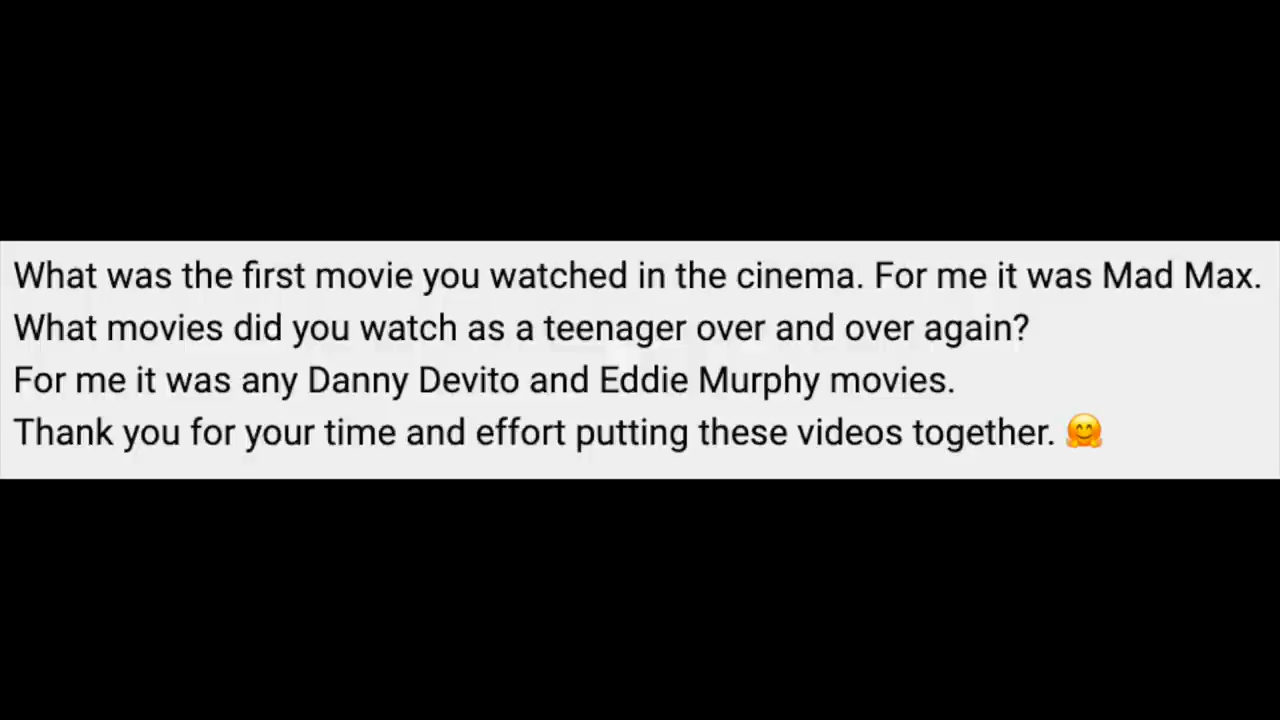 What was the first movie you watched in the cinema. For me it was Mad Max.
What movies did you watch as a teenager over and over again?
For me it was any Danny Devito and Eddie Murphy movies.
Thank you for your time and effort putting these videos together. 🤗